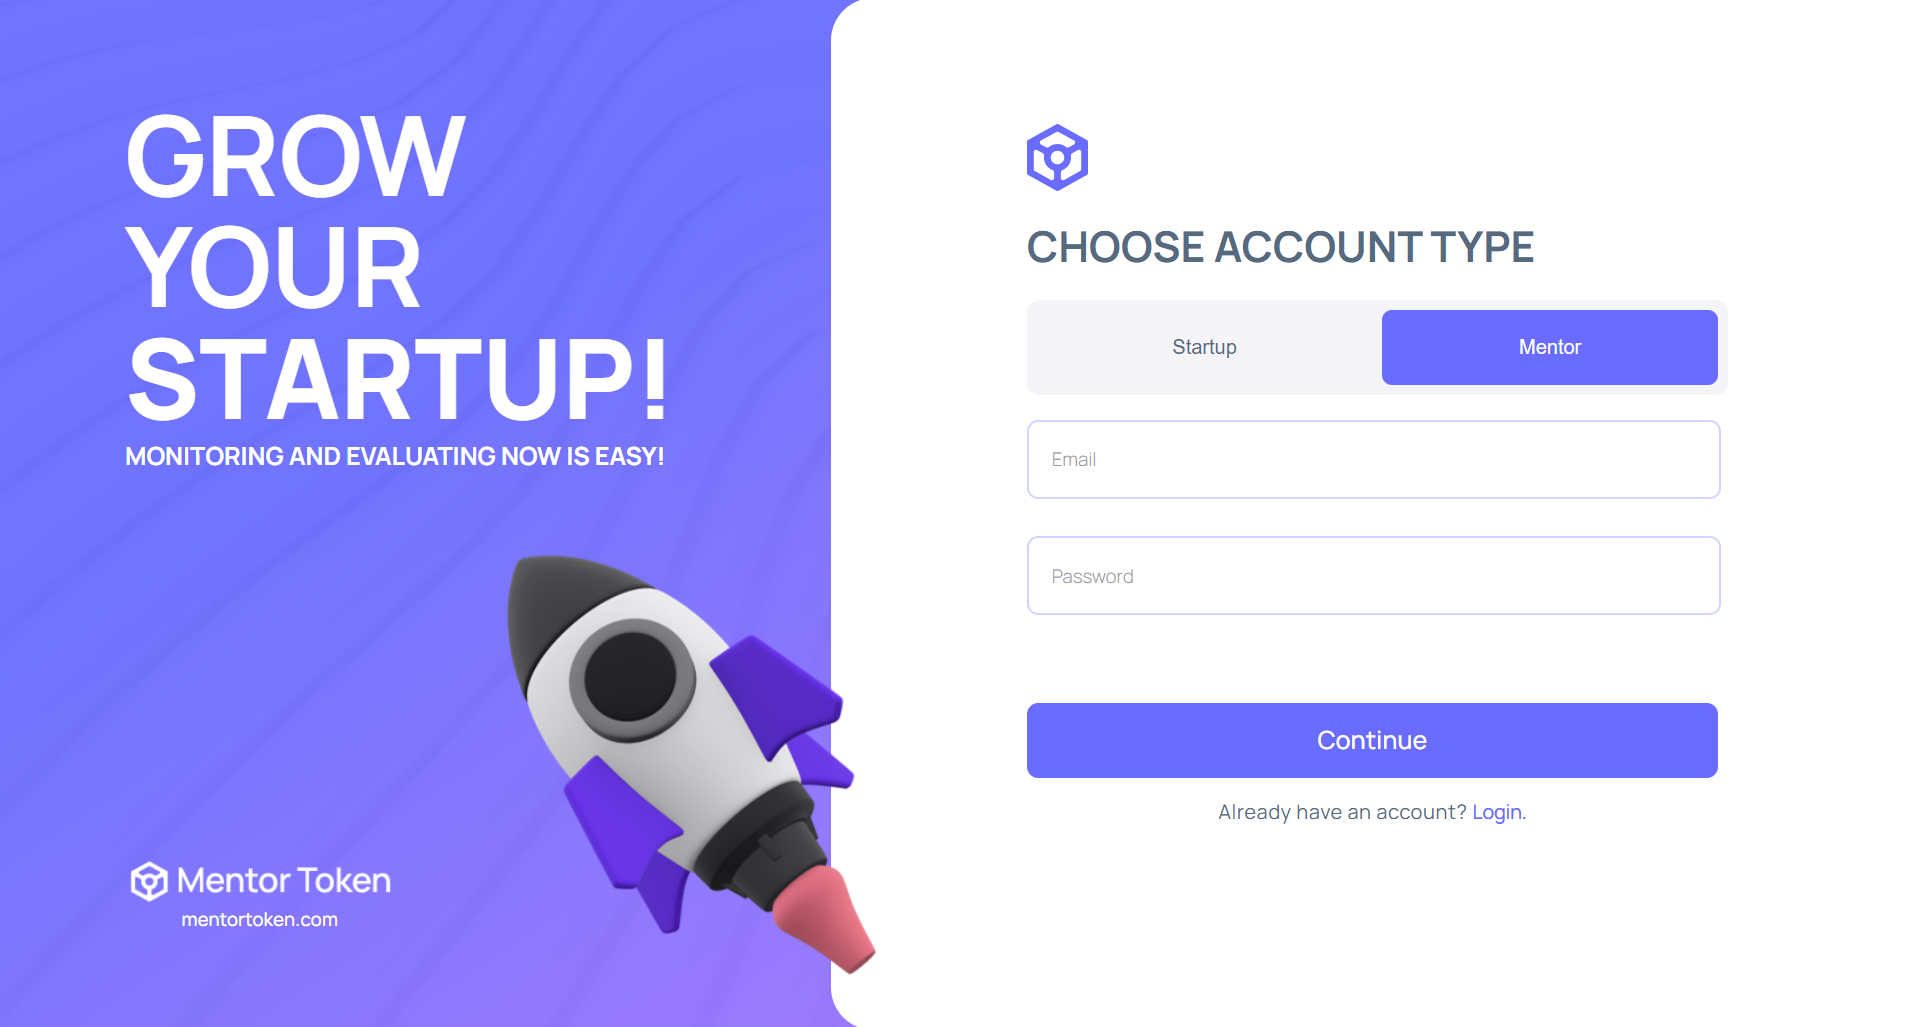 GROW
YOUR
STARTUP!
MONITORING AND EVALUATING NOW IS EASY!
Mentor Token
mentortoken.com
CHOOSE ACCOUNT TYPE
Startup
Mentor
Email
Password
Continue
Already have an account? Login.